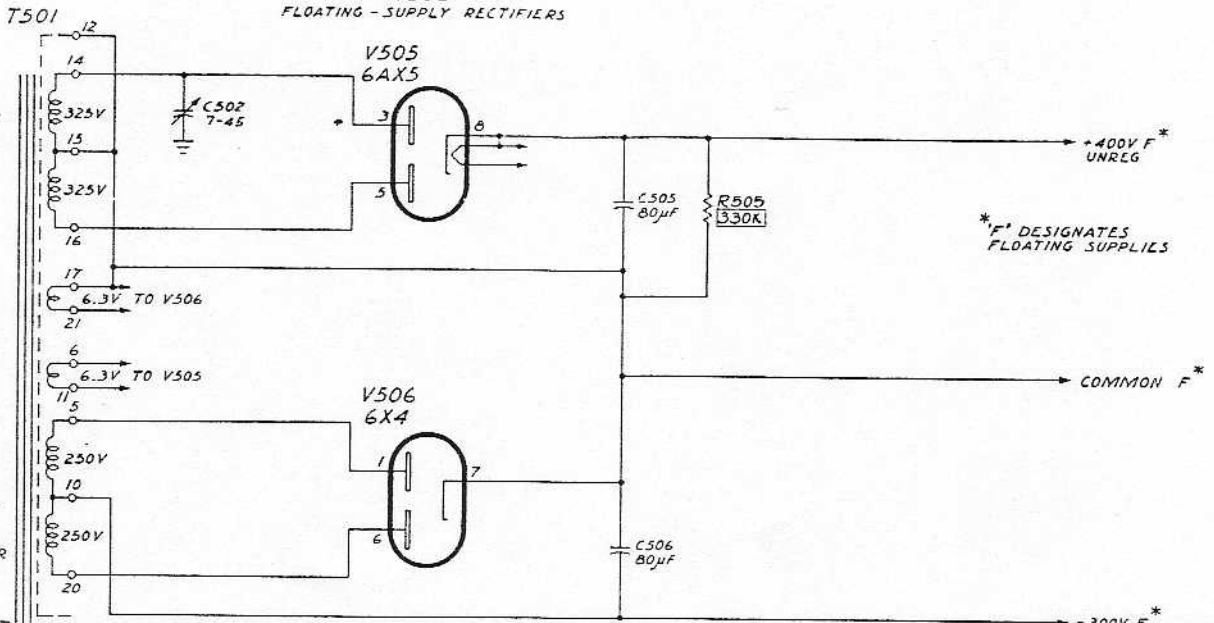 FLOATING-SUPPLY RECTIFIERS
T501
12
14
325V
15
325V
16
C502
7-45
V505
6AX5
3
5
8
C505
80µF
R505
330K
+400V F*
UNREG
* "F" DESIGNATES
FLOATING SUPPLIES
17
6.3V TO V506
21
6
6.3V TO V505
11
5
250V
10
250V
20
V506
6X4
1
6
7
COMMON F*
C506
80µF
R